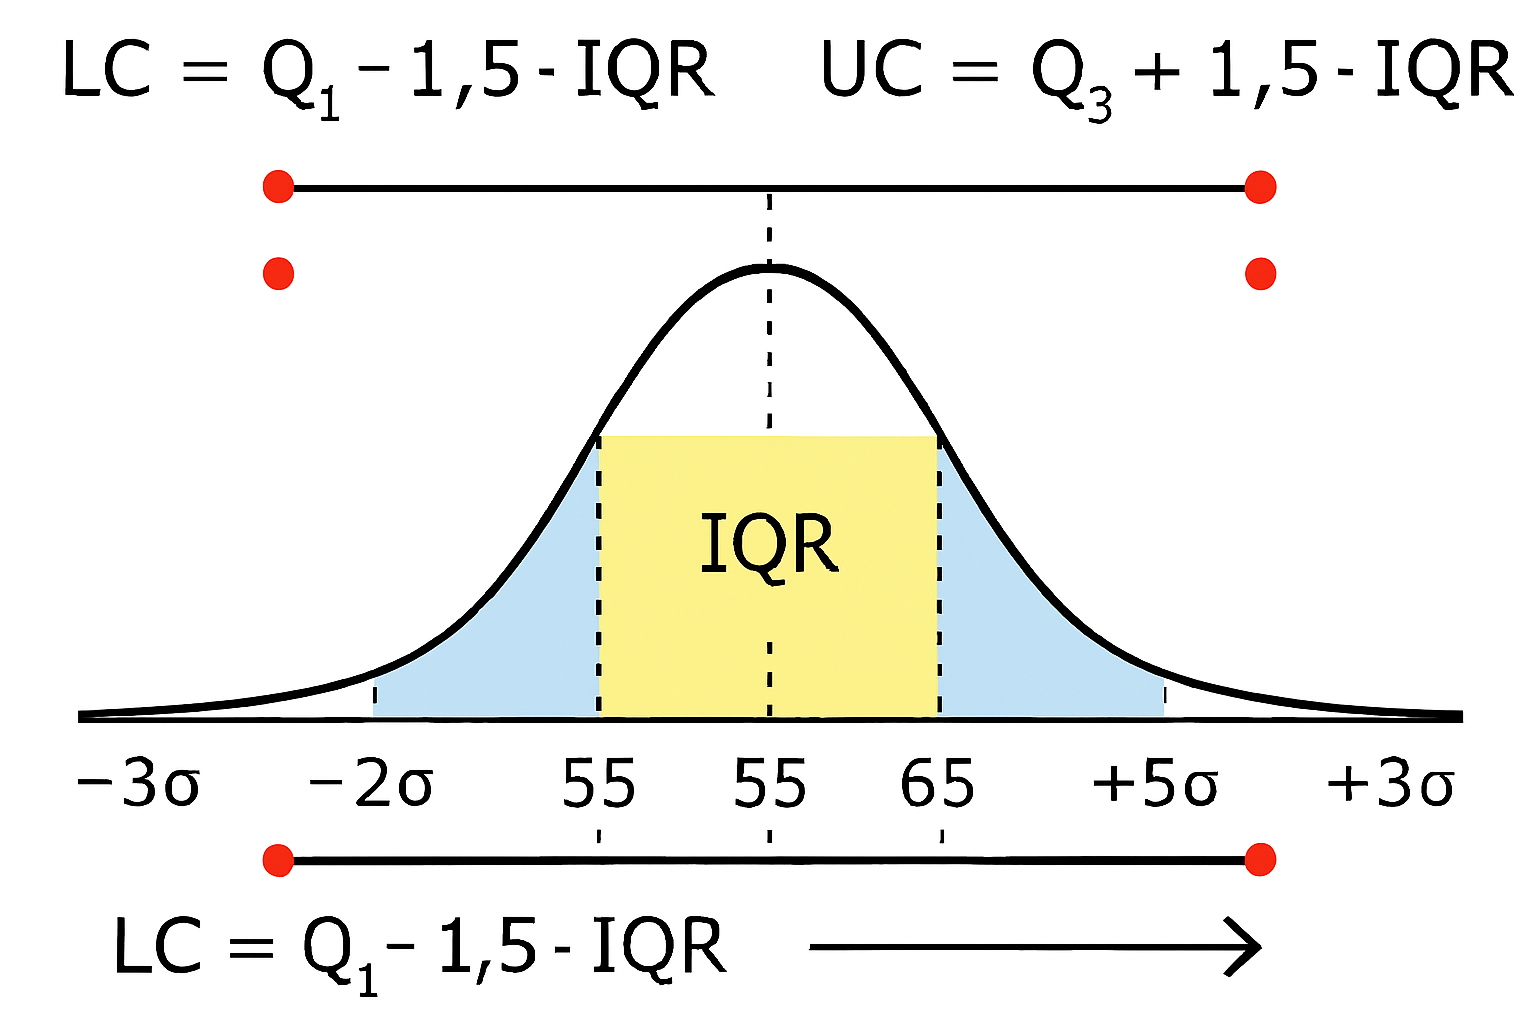 LC = Q₁ − 1,5 - IQR UC = Q₃ + 1,5 - IQR
IQR
−3σ −2σ 55 55 65 +5σ +3σ
LC = Q₁ − 1,5 - IQR